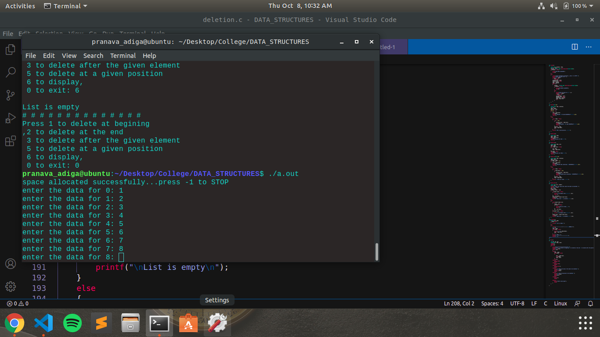 Activities
Terminal
Thu Oct 8, 10:32 AM
100 %
deletion.c - DATA_STRUCTURES - Visual Studio Code
File
pranava_adiga@ubuntu: ~/Desktop/College/DATA_STRUCTURES
File Edit View Search Terminal Help
3 to delete after the given element
5 to delete at a given position
6 to display,
0 to exit: 6
List is empty
# # # # # # # # # # # # # #
Press 1 to delete at begining
,2 to delete at the end
3 to delete after the given element
5 to delete at a given position
6 to display,
0 to exit: 0
pranava_adiga@ubuntu:~/Desktop/College/DATA_STRUCTURES$ ./a.out
space allocated successfully...press -1 to STOP
enter the data for 0: 1
enter the data for 1: 2
enter the data for 2: 3
enter the data for 3: 4
enter the data for 4: 5
enter the data for 5: 6
enter the data for 6: 7
enter the data for 7: 8
enter the data for 8:
191 printf("\nList is empty\n");
192 }
193 else
194 {
Settings
0 0
Ln 208, Col 2 Spaces: 4 UTF-8 LF C Linux